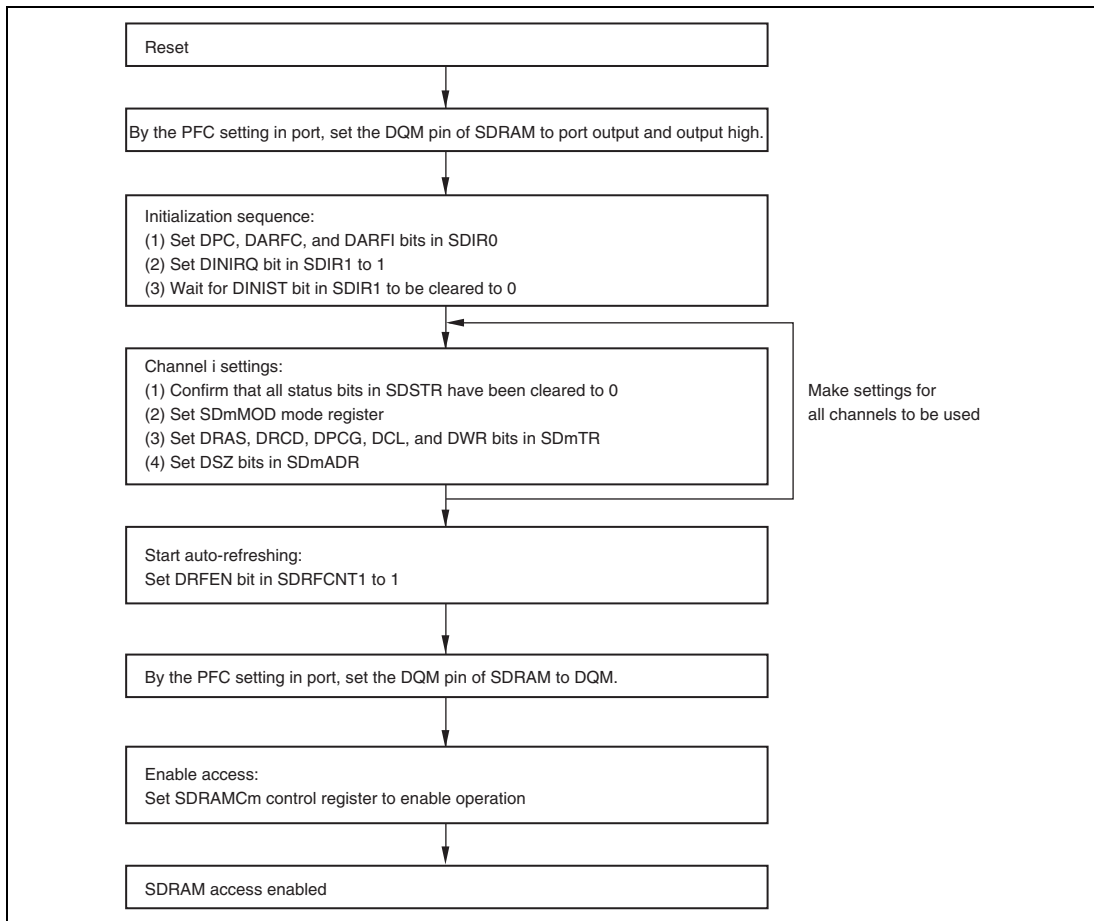 Reset
By the PFC setting in port, set the DQM pin of SDRAM to port output and output high.
Initialization sequence:
(1) Set DPC, DARFC, and DARFI bits in SDIR0
(2) Set DINIRQ bit in SDIR1 to 1
(3) Wait for DINIST bit in SDIR1 to be cleared to 0
Channel i settings:
(1) Confirm that all status bits in SDSTR have been cleared to 0
(2) Set SDmMOD mode register
(3) Set DRAS, DRCD, DPCG, DCL, and DWR bits in SDmTR
(4) Set DSZ bits in SDmADR
Make settings for
all channels to be used
Start auto-refreshing:
Set DRFEN bit in SDRFCNT1 to 1
By the PFC setting in port, set the DQM pin of SDRAM to DQM.
Enable access:
Set SDRAMCm control register to enable operation
SDRAM access enabled